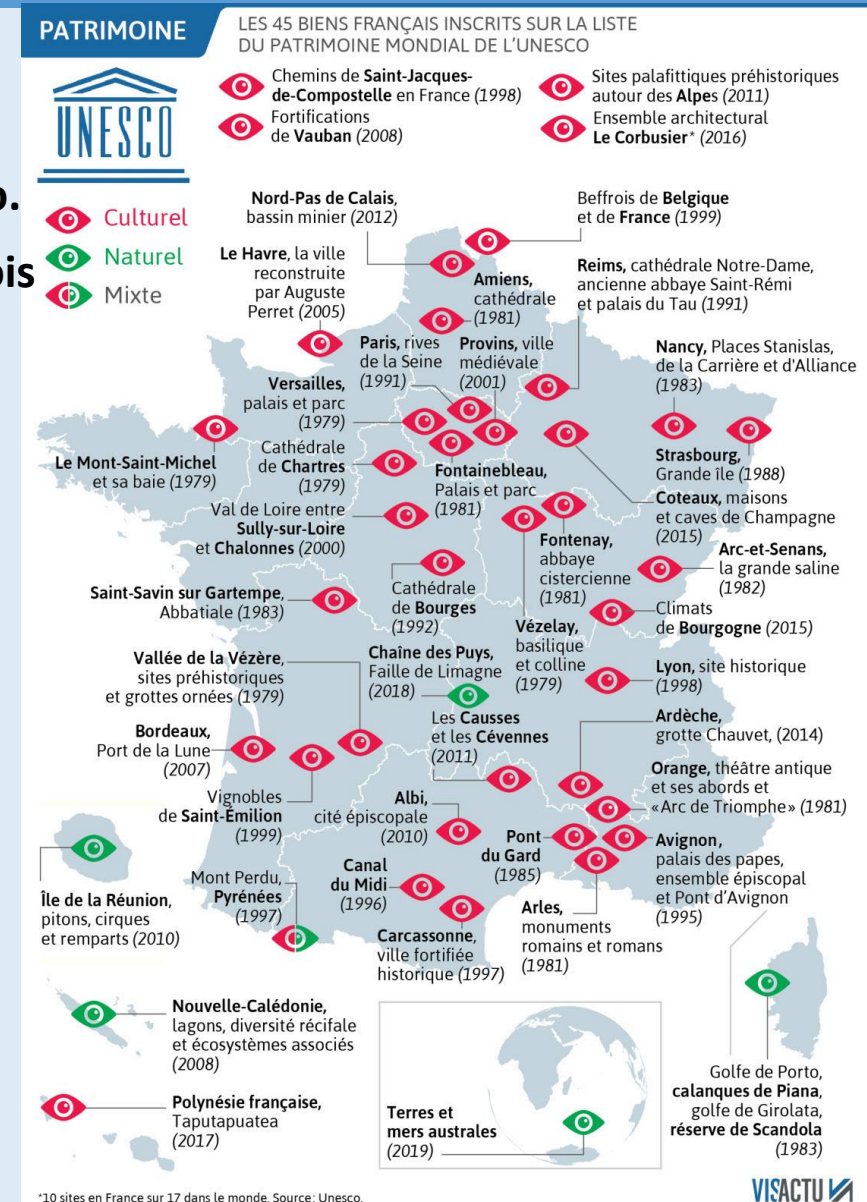 PATRIMOINE
LES 45 BIENS FRANÇAIS INSCRITS SUR LA LISTE
DU PATRIMOINE MONDIAL DE L'UNESCO
UNESCO
Chemins de Saint-Jacques-
de-Compostelle en France (1998)
Fortifications
de Vauban (2008)
Sites palafittiques préhistoriques
autour des Alpes (2011)
Ensemble architectural
Le Corbusier* (2016)
Culturel
Naturel
Mixte
Nord-Pas de Calais,
bassin minier (2012)
Beffrois de Belgique
et de France (1999)
Le Havre, la ville
reconstruite
par Auguste
Perret (2005)
Amiens,
cathédrale
(1981)
Reims, cathédrale Notre-Dame,
ancienne abbaye Saint-Rémi
et palais du Tau (1991)
Paris, rives
de la Seine
(1991)
Provins, ville
médiévale
(2001)
Nancy, Places Stanislas,
de la Carrière et d'Alliance
(1983)
Versailles,
palais et parc
(1979)
Le Mont-Saint-Michel
et sa baie (1979)
Cathédrale
de Chartres
(1979)
Fontainebleau,
Palais et parc
(1981)
Strasbourg,
Grande île (1988)
Coteaux, maisons
et caves de Champagne
(2015)
Val de Loire entre
Sully-sur-Loire
et Chalonnes (2000)
Fontenay,
abbaye
cistercienne
(1981)
Arc-et-Senans,
la grande saline
(1982)
Saint-Savin sur Gartempe,
Abbatiale (1983)
Cathédrale
de Bourges
(1992)
Vézelay,
basilique
et colline
(1979)
Climats
de Bourgogne (2015)
Vallée de la Vézère,
sites préhistoriques
et grottes ornées (1979)
Chaîne des Puys,
Faille de Limagne
(2018)
Lyon, site historique
(1998)
Bordeaux,
Port de la Lune
(2007)
Les Causses
et les Cévennes
(2011)
Ardèche,
grotte Chauvet, (2014)
Vignobles
de Saint-Émilion
(1999)
Albi,
cité épiscopale
(2010)
Orange, théâtre antique
et ses abords et
«Arc de Triomphe» (1981)
Pont
du Gard
(1985)
Avignon,
palais des papes,
ensemble épiscopal
et Pont d'Avignon
(1995)
Île de la Réunion,
pitons, cirques
et remparts (2010)
Mont Perdu,
Pyrénées
(1997)
Canal
du Midi
(1996)
Carcassonne,
ville fortifiée
historique (1997)
Arles,
monuments
romains et romans
(1981)
Nouvelle-Calédonie,
lagons, diversité récifale
et écosystèmes associés
(2008)
Polynésie française,
Taputapuatea
(2017)
Terres et
mers australes
(2019)
Golfe de Porto,
calanques de Piana,
golfe de Girolata,
réserve de Scandola
(1983)
*10 sites en France sur 17 dans le monde. Source: Unesco.
VISACTU